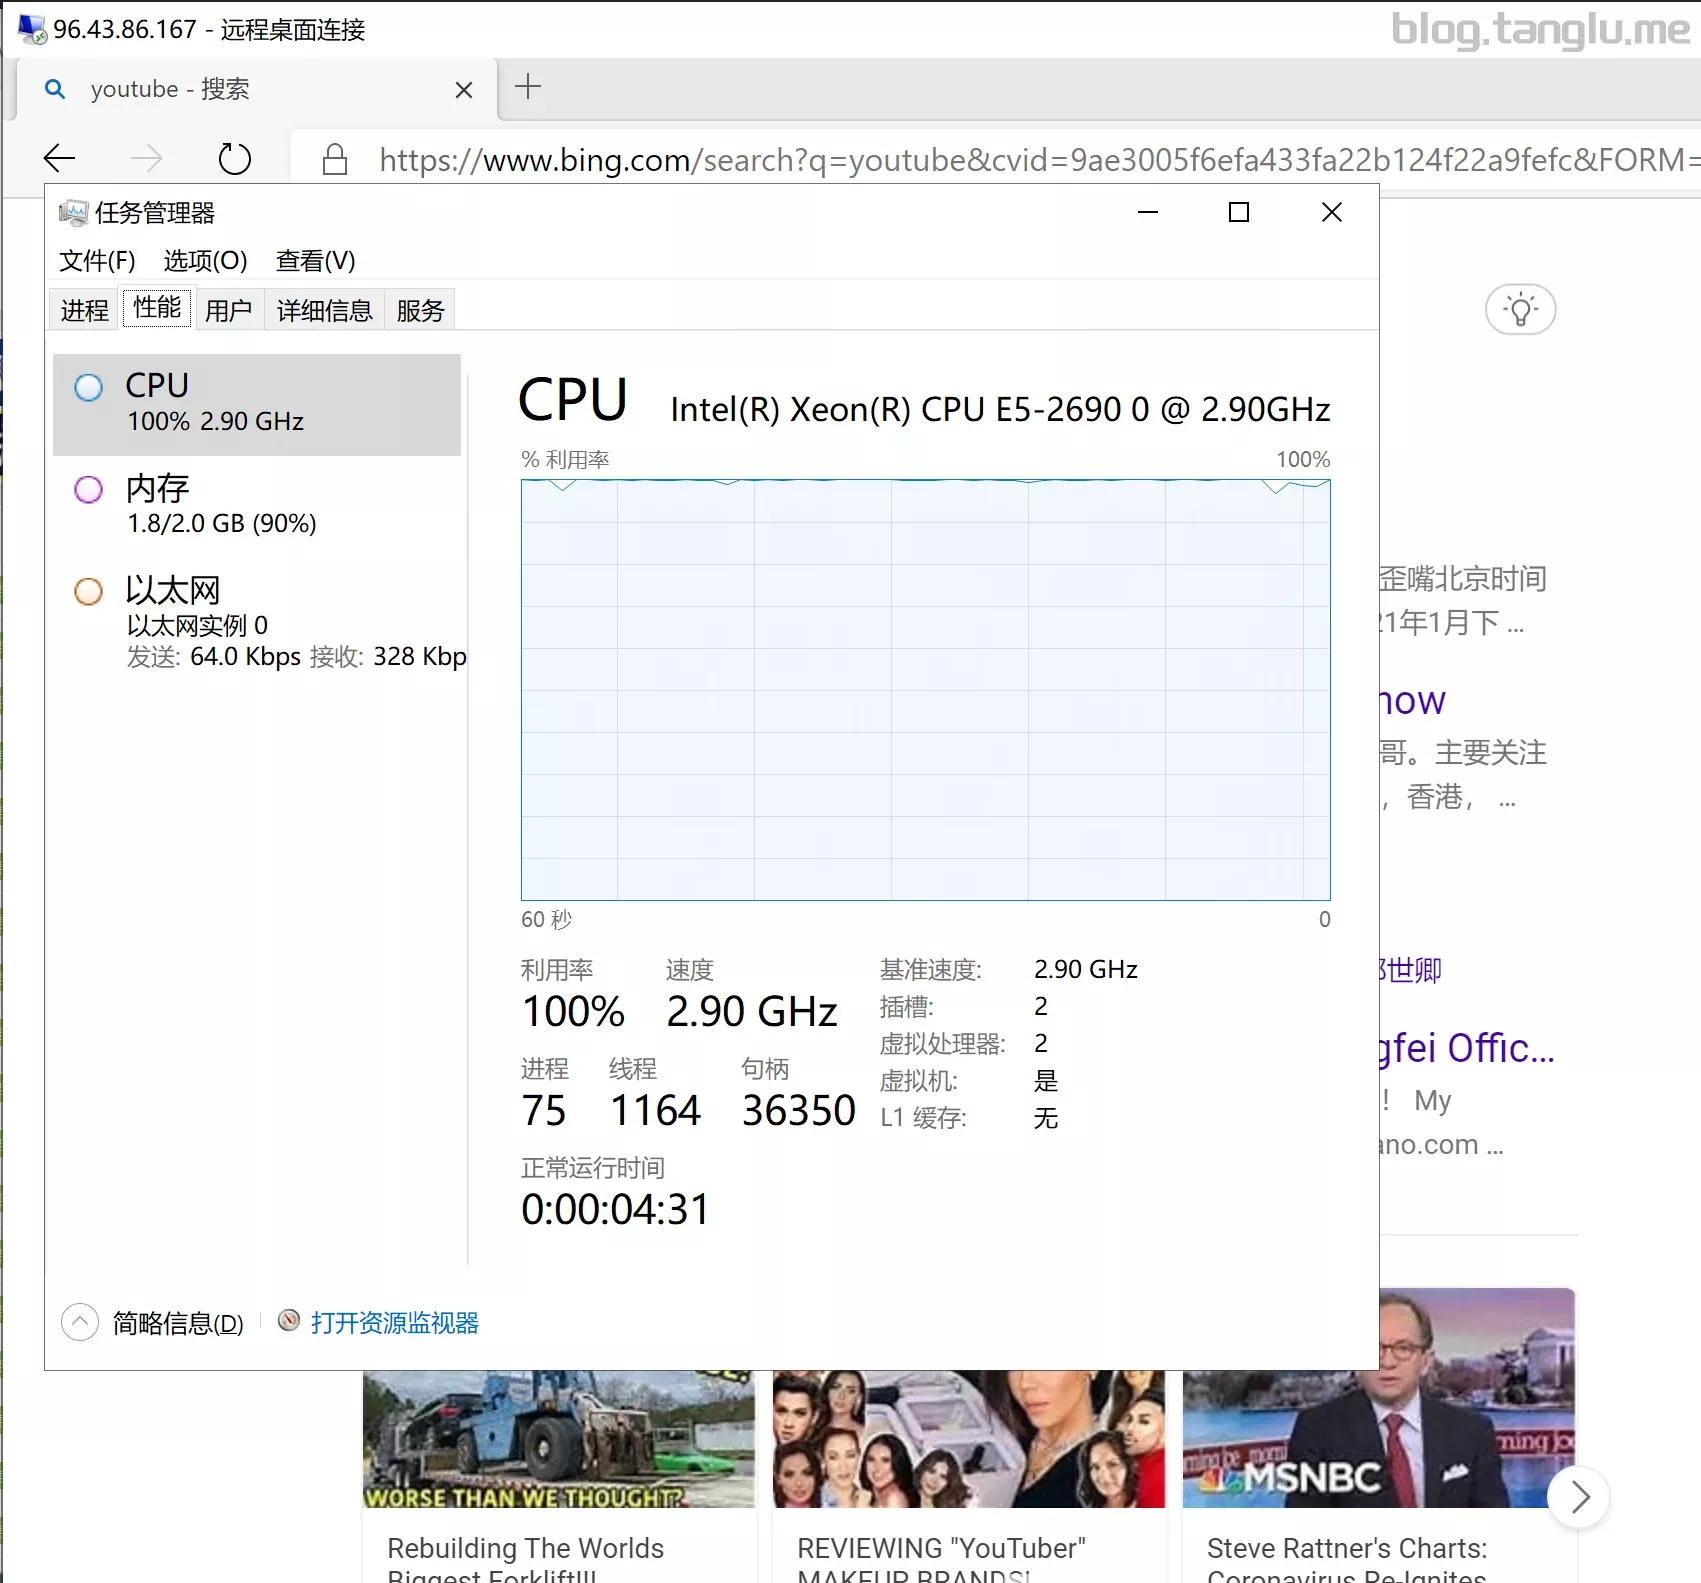 96.43.86.167 - 远程桌面连接
blog.tanglu.me
youtube - 搜索
https://www.bing.com/search?q=youtube&cvid=9ae3005f6efa433fa22b124f22a9fefc&FORM=
任务管理器
文件(F) 选项(O) 查看(V)
进程 性能 用户 详细信息 服务
CPU
100% 2.90 GHz
内存
1.8/2.0 GB (90%)
以太网
以太网实例 0
发送: 64.0 Kbps 接收: 328 Kbp
CPU Intel(R) Xeon(R) CPU E5-2690 0 @ 2.90GHz
% 利用率 100%
60 秒 0
利用率 速度
100% 2.90 GHz
进程 线程 句柄
75 1164 36350
正常运行时间
0:00:04:31
基准速度: 2.90 GHz
插槽: 2
虚拟处理器: 2
虚拟机: 是
L1 缓存: 无
简略信息(D) 打开资源监视器
歪嘴北京时间
21年1月下 ...
now
哥。主要关注
，香港， ...
世卿
gfei Offic...
！ My
ano.com ...
WORSE THAN WE THOUGHT?
MSNBC
Rebuilding The Worlds
Biggest Forklift!!!
REVIEWING "YouTuber"
MAKEUP BRANDS!
Steve Rattner's Charts:
Coronavirus Re-Ignites